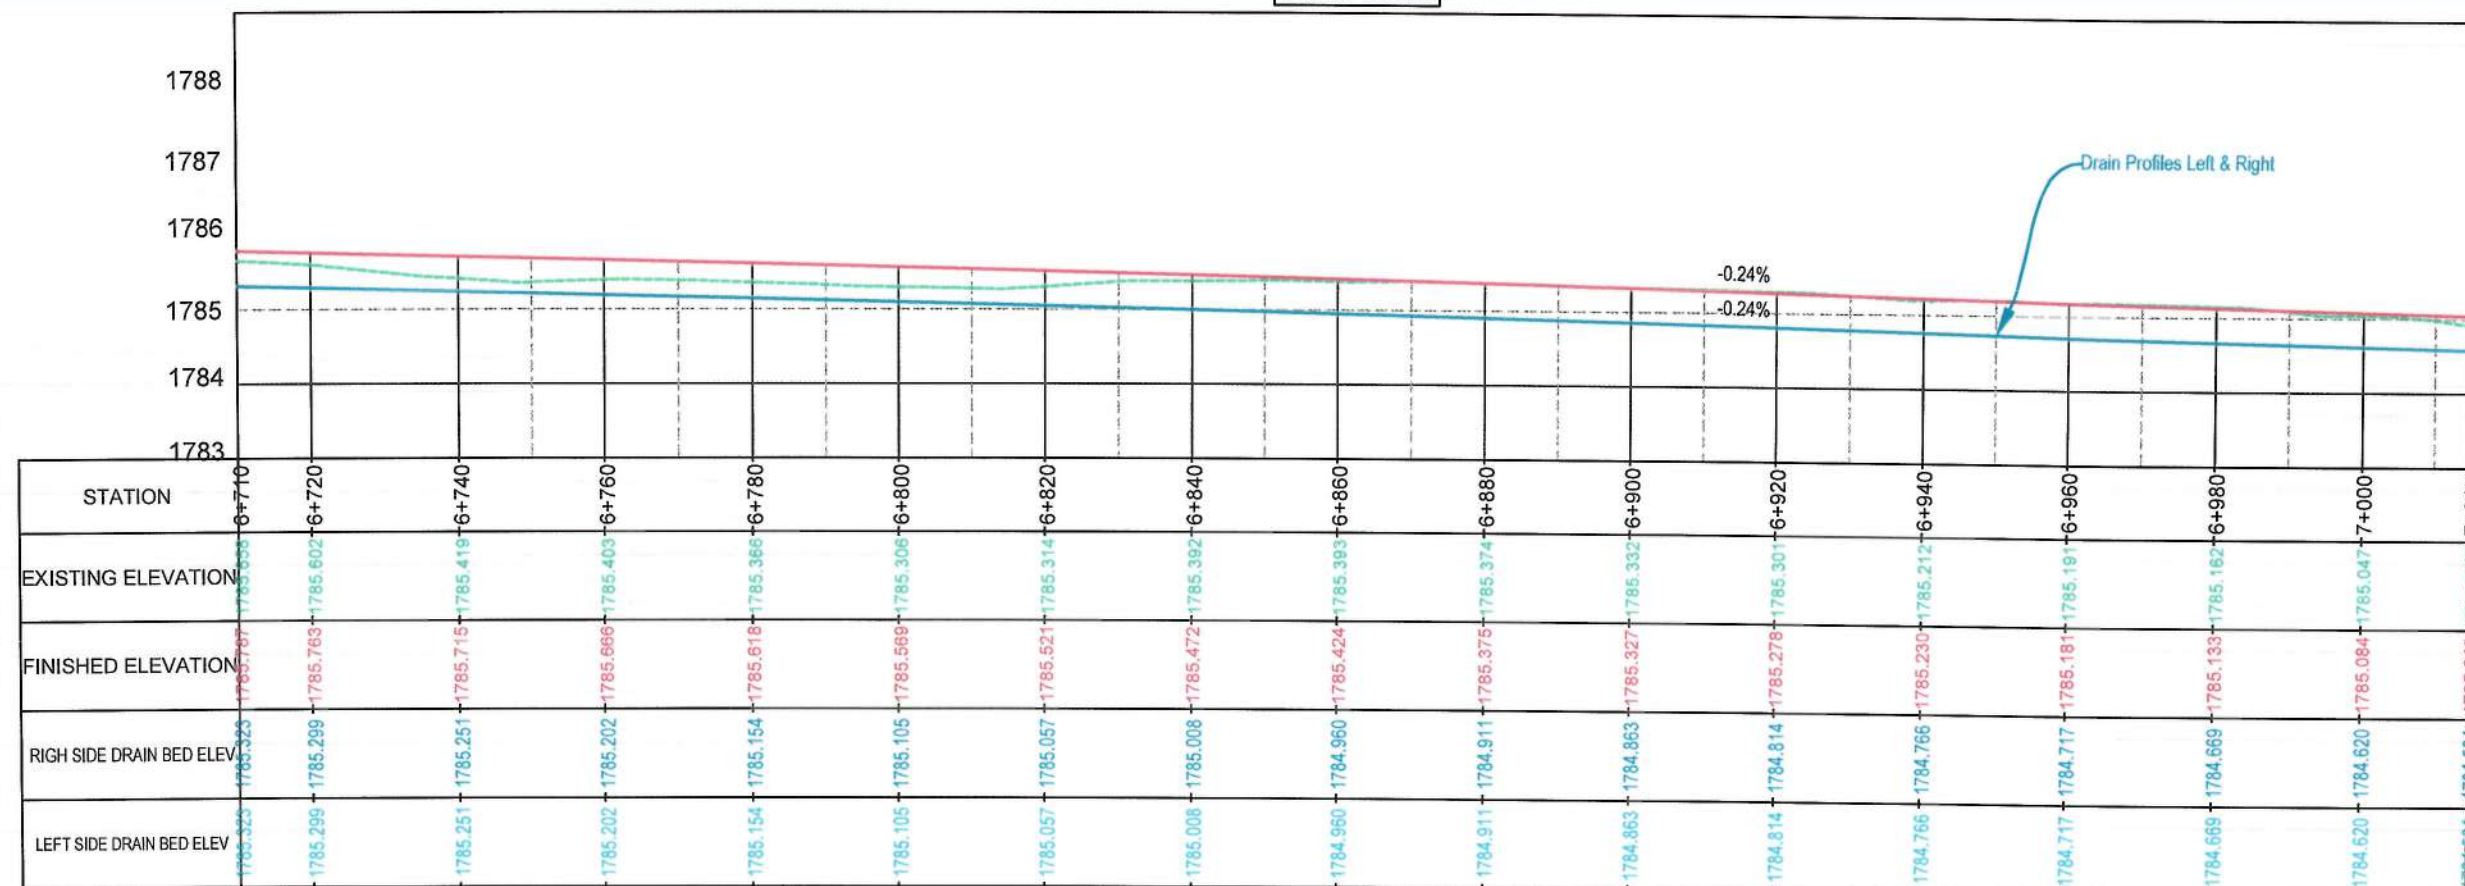 1788
1787
1786
1785
1784
1783
Drain Profiles Left & Right
-0.24%
-0.24%
STATION 6+710 6+720 6+740 6+760 6+780 6+800 6+820 6+840 6+860 6+880 6+900 6+920 6+940 6+960 6+980 7+000
EXISTING ELEVATION 1785.602 1785.419 1785.403 1785.366 1785.306 1785.314 1785.392 1785.393 1785.374 1785.332 1785.301 1785.212 1785.191 1785.162 1785.047
FINISHED ELEVATION 1785.787 1785.763 1785.715 1785.666 1785.618 1785.569 1785.521 1785.472 1785.424 1785.375 1785.327 1785.278 1785.230 1785.181 1785.133 1785.084
RIGH SIDE DRAIN BED ELEV 1785.323 1785.299 1785.251 1785.202 1785.154 1785.105 1785.057 1785.008 1784.960 1784.911 1784.863 1784.814 1784.766 1784.717 1784.669 1784.620
LEFT SIDE DRAIN BED ELEV 1785.323 1785.299 1785.251 1785.202 1785.154 1785.105 1785.057 1785.008 1784.960 1784.911 1784.863 1784.814 1784.766 1784.717 1784.669 1784.620